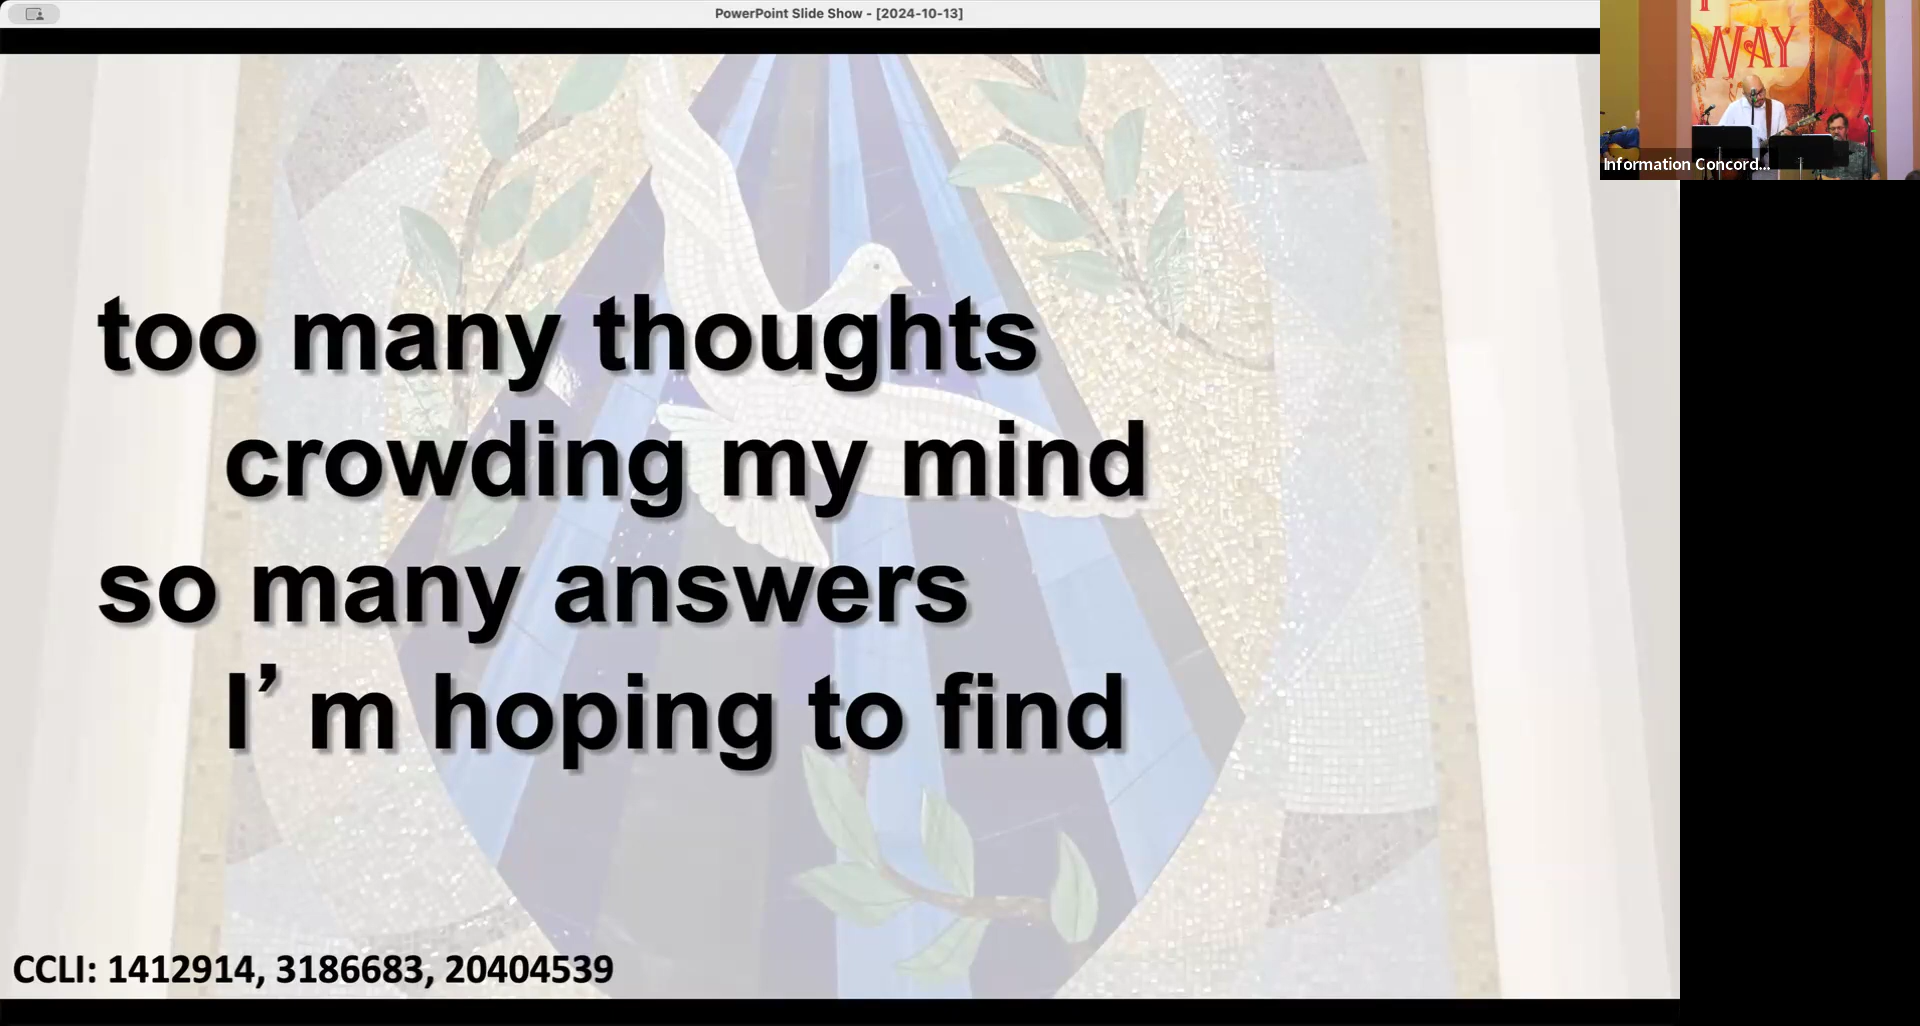 PowerPoint Slide Show - [2024-10-13]
WAY
Information Concord...
too many thoughts
crowding my mind
so many answers
I’m hoping to find
CCLI: 1412914, 3186683, 20404539